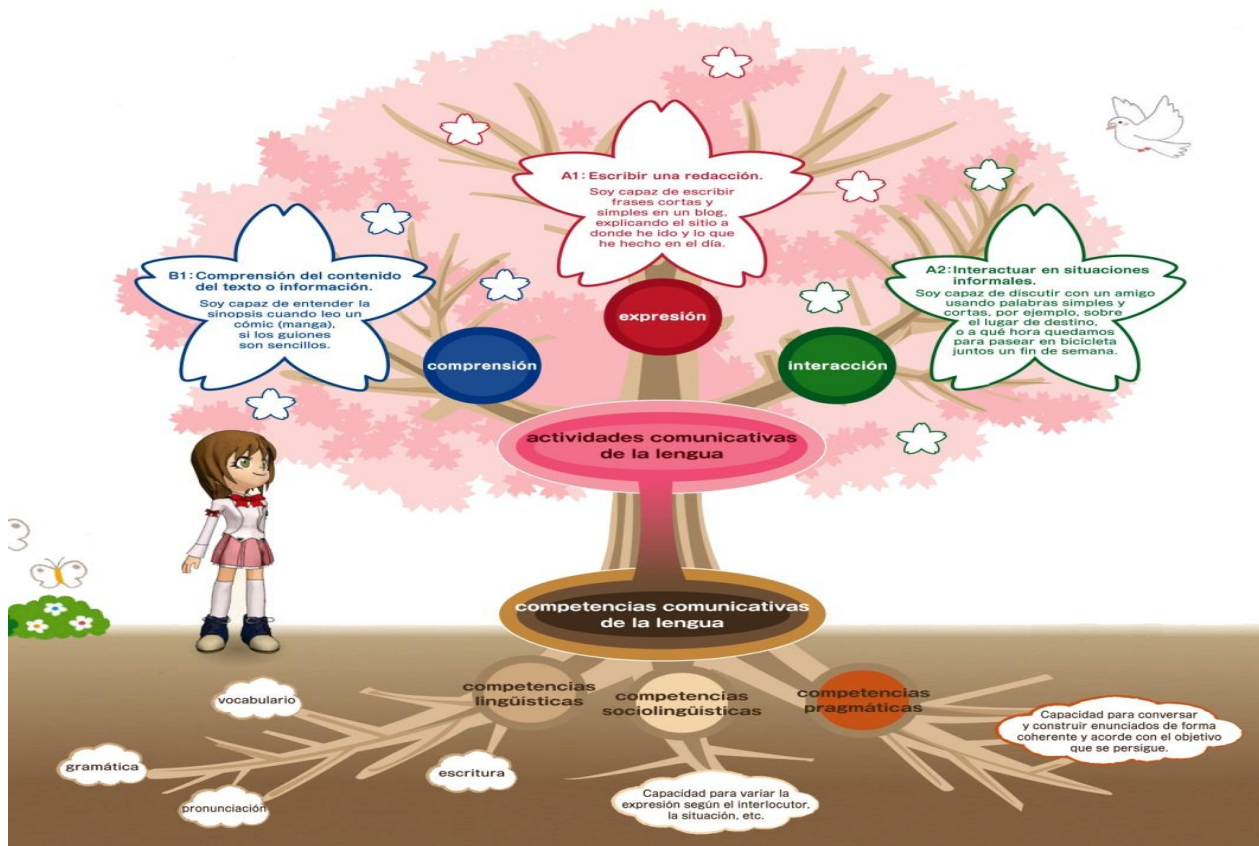 A1: Escribir una redacción.
Soy capaz de escribir
frases cortas y
simples en un blog,
explicando el sitio a
donde he ido y lo que
he hecho en el día.
B1: Comprensión del contenido
del texto o información.
Soy capaz de entender la
sinopsis cuando leo un
cómic (manga),
si los guiones
son sencillos.
A2: Interactuar en situaciones
informales.
Soy capaz de discutir con un amigo
usando palabras simples y
cortas, por ejemplo, sobre
el lugar de destino,
o a qué hora quedamos
para pasear en bicicleta
juntos un fin de semana.
expresión
comprensión
interacción
actividades comunicativas
de la lengua
competencias comunicativas
de la lengua
competencias
lingüísticas
competencias
sociolingüísticas
competencias
pragmáticas
vocabulario
gramática
pronunciación
escritura
Capacidad para variar la
expresión según el interlocutor,
la situación, etc.
Capacidad para conversar
y construir enunciados de forma
coherente y acorde con el objetivo
que se persigue.